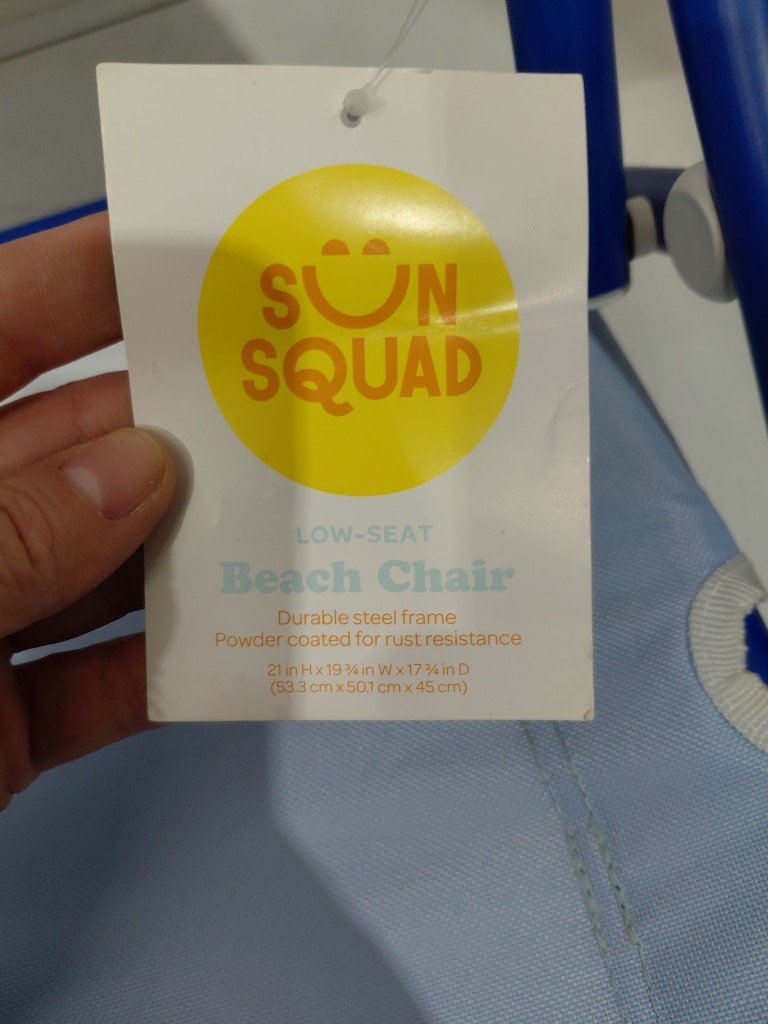 SUN
SQUAD
LOW-SEAT
Beach Chair
Durable steel frame
Powder coated for rust resistance
21 in H x 19 ¾ in W x 17 ¾ in D
(53.3 cm x 50.1 cm x 45 cm)